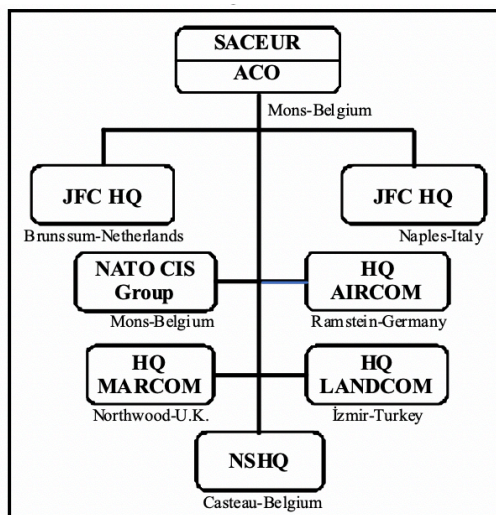 SACEUR
ACO
Mons-Belgium
JFC HQ
JFC HQ
Brunssum-Netherlands
Naples-Italy
NATO CIS
Group
HQ
AIRCOM
Mons-Belgium
Ramstein-Germany
HQ
MARCOM
HQ
LANDCOM
Northwood-U.K.
İzmir-Turkey
NSHQ
Casteau-Belgium